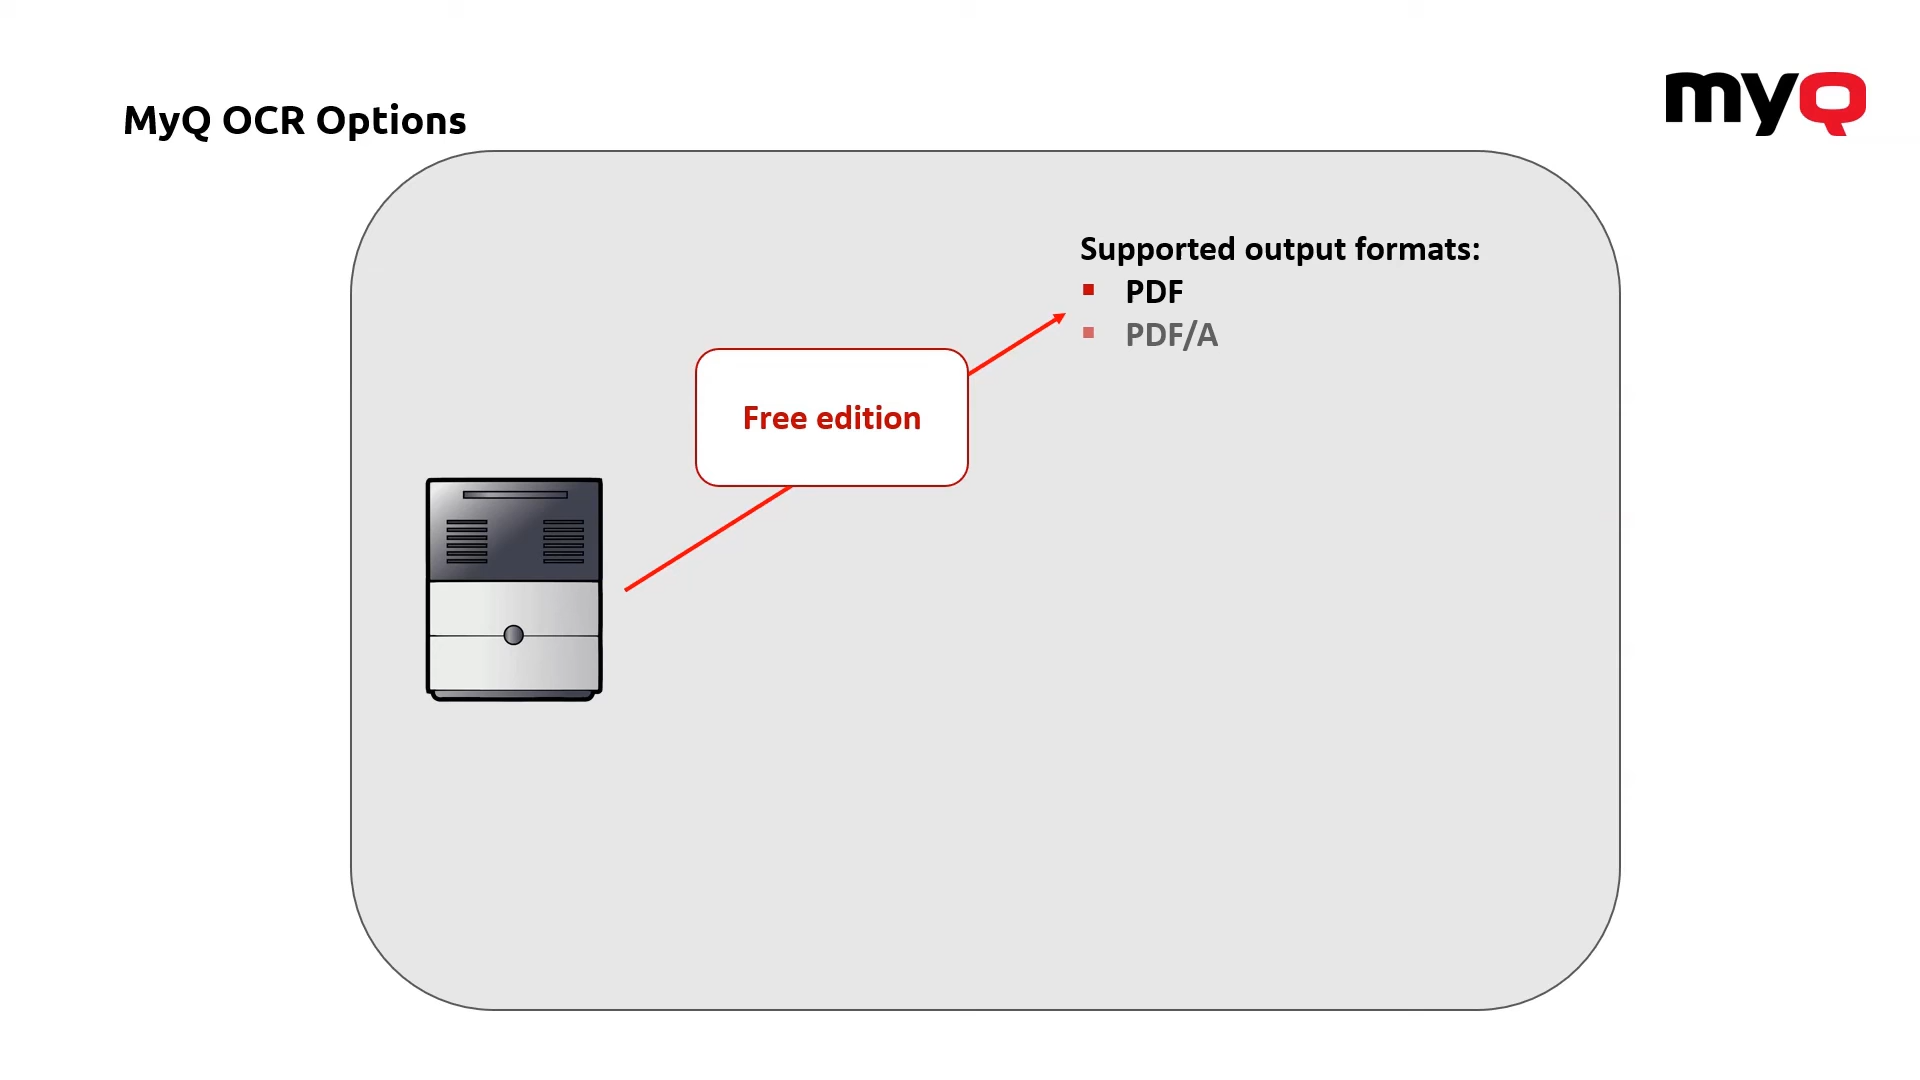 myQ
MyQ OCR Options
Supported output formats:
PDF
PDF/A
Free edition